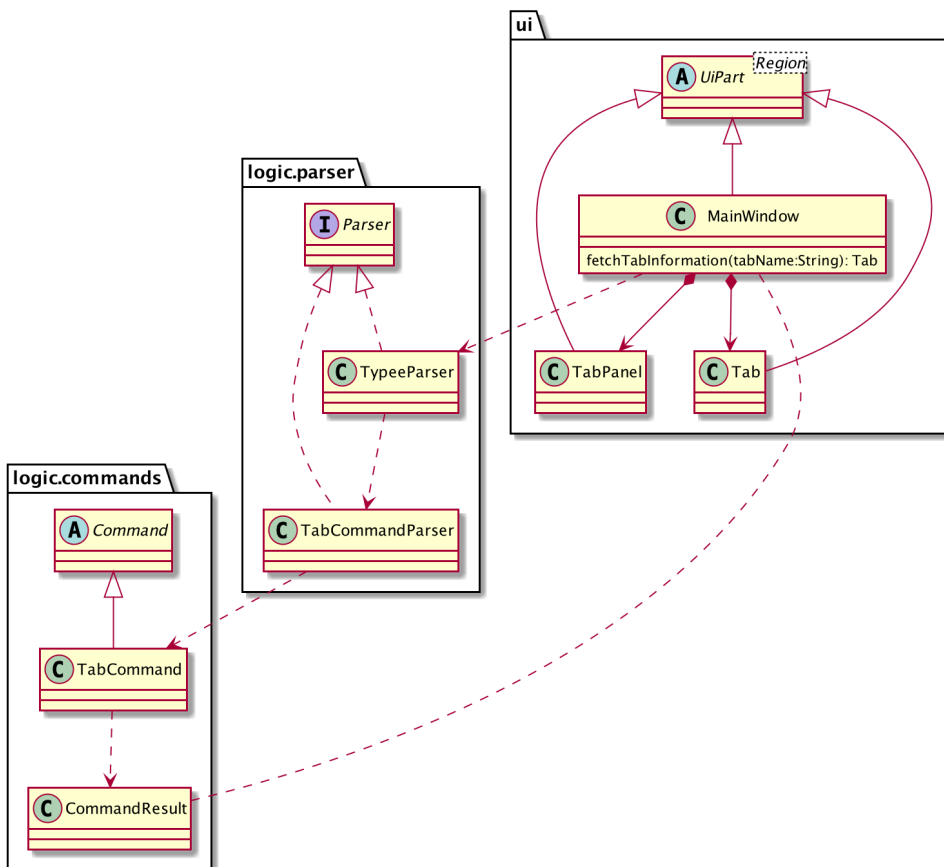 ui
A UiPart Region
C MainWindow
fetchTabInformation(tabName:String): Tab
C TabPanel
C Tab
logic.parser
I Parser
C TypeeParser
C TabCommandParser
logic.commands
A Command
C TabCommand
C CommandResult